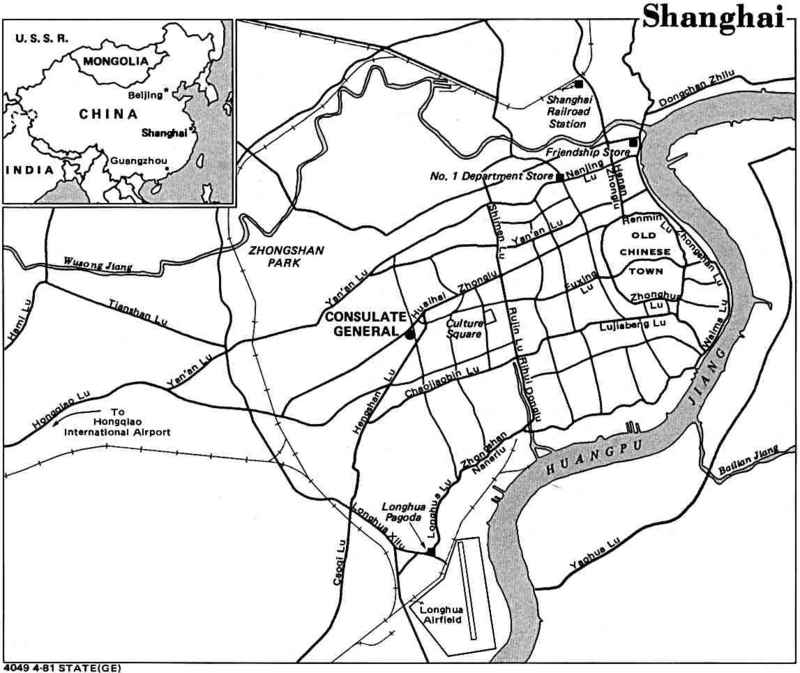 Shanghai
U. S. S. R.
MONGOLIA
Beijing
CHINA
Shanghai
INDIA
Guangzhou
Dongchan Zhilu
Shanghai
Railroad
Station
Friendship Store
No. 1 Department Store
Nanjing
Lu
Henan
Zhonglu
Shimen Lu
Yan'an Lu
Renmin
Lu
OLD
CHINESE
TOWN
Zhongshan Lu
ZHONGSHAN
PARK
Wusong Jiang
Yan'an Lu
Huaihai
Zhonglu
Fuxing
Lu
Zhonghua
Lu
Hami Lu
Tianshan Lu
CONSULATE
GENERAL
Culture
Square
Ruijin Lu
Lujiabang Lu
Waima Lu
Yan'an Lu
Hongqiao Lu
Hengshan Lu
Chaojiaobin Lu
Rihui Donglu
JIANG
To
Hongqiao
International Airport
Zhongshan
Nanerlu
HUANGPU
Bailian Jiang
Longhua
Pagoda
Longhua Lu
Longhua Xilu
Caoqi Lu
Yaohua Lu
Longhua
Airfield
4049 4-81 STATE(GE)